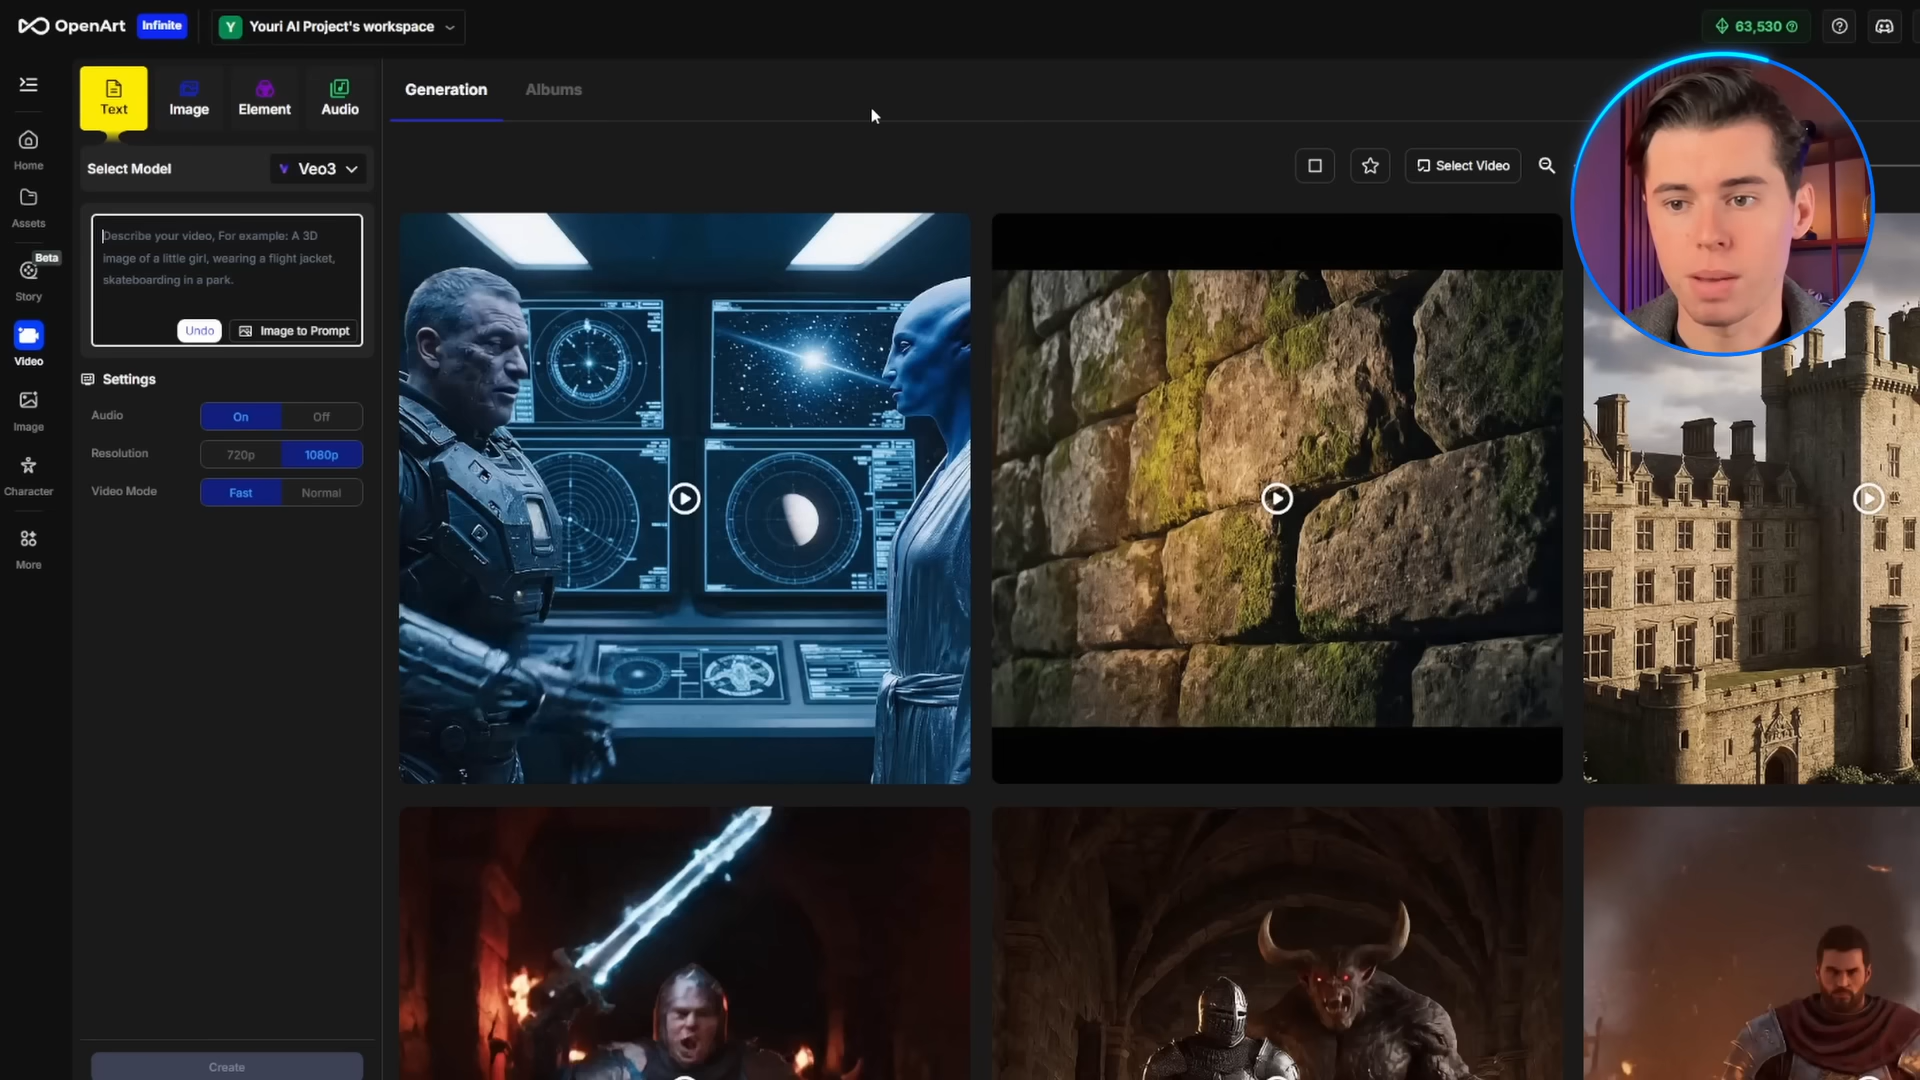 OpenArt Infinite Y Youri AI Project's workspace 63,530
Text Image Element Audio
Generation Albums
Select Model Veo3
Select Video
Describe your video, For example: A 3D
image of a little girl, wearing a flight jacket,
skateboarding in a park.
Undo Image to Prompt
Settings
Audio On Off
Resolution 720p 1080p
Video Mode Fast Normal
Create
Home
Assets
Beta
Story
Video
Image
Character
More